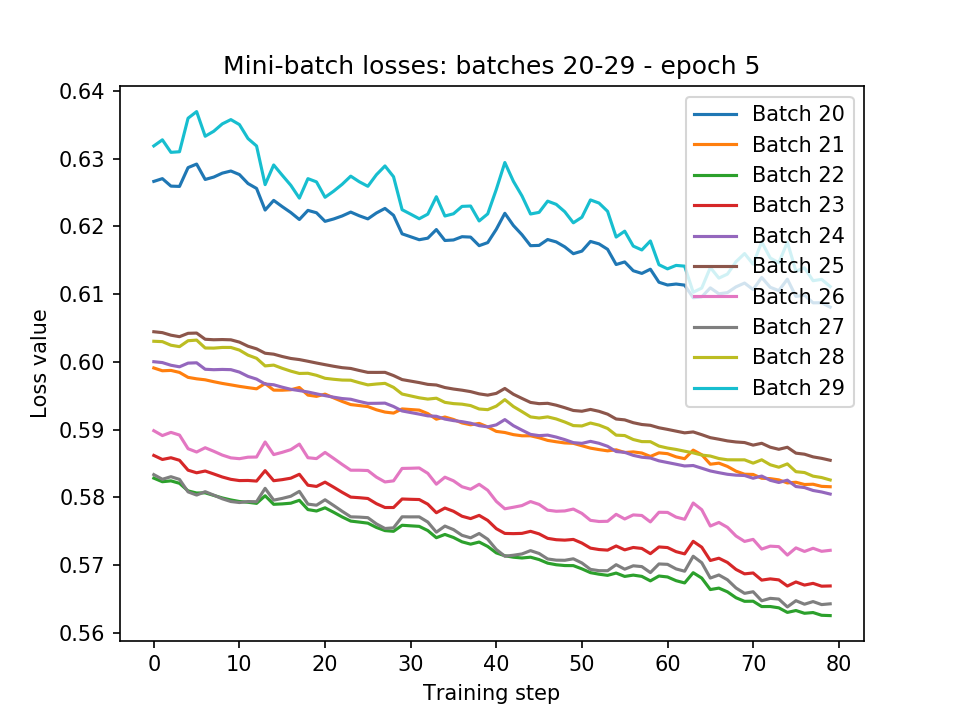 Mini-batch losses: batches 20-29 - epoch 5
0.64
0.63
0.62
0.61
0.60
0.59
0.58
0.57
0.56
Loss value
Batch 20
Batch 21
Batch 22
Batch 23
Batch 24
Batch 25
Batch 26
Batch 27
Batch 28
Batch 29
0 10 20 30 40 50 60 70 80
Training step